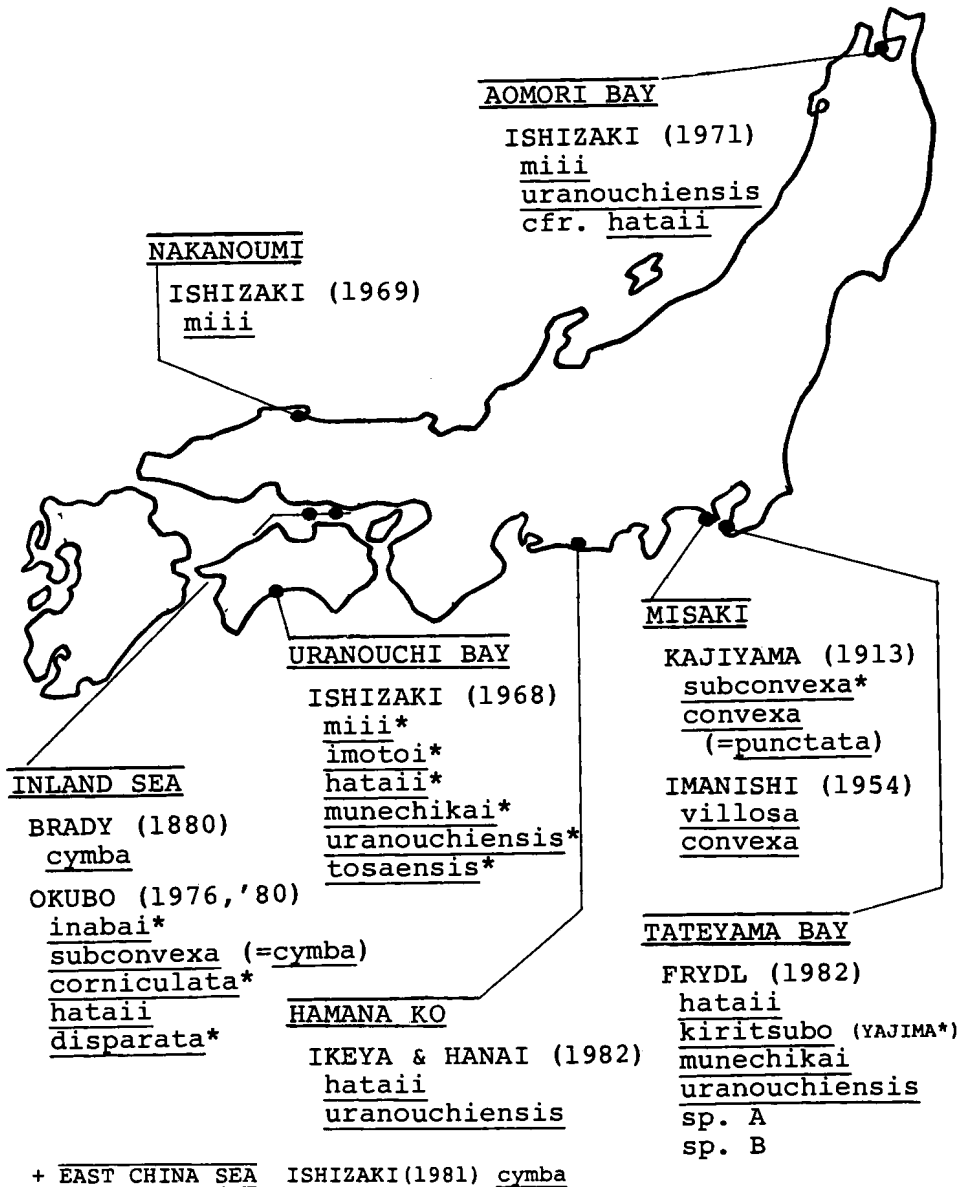 AOMORI BAY
ISHIZAKI (1971)
miii
uranouchiensis
cfr. hataii
NAKANOUMI
ISHIZAKI (1969)
miii
URANOUCHI BAY
ISHIZAKI (1968)
miii*
imotoi*
hataii*
munechikai*
uranouchiensis*
tosaensis*
MISAKI
KAJIYAMA (1913)
subconvexa*
convexa
(=punctata)
IMANISHI (1954)
villosa
convexa
INLAND SEA
BRADY (1880)
cymba
OKUBO (1976,'80)
inabai*
subconvexa (=cymba)
corniculata*
hataii
disparata*
HAMANA KO
IKEYA & HANAI (1982)
hataii
uranouchiensis
TATEYAMA BAY
FRYDL (1982)
hataii
kiritsubo (YAJIMA*)
munechikai
uranouchiensis
sp. A
sp. B
+ EAST CHINA SEA ISHIZAKI(1981) cymba